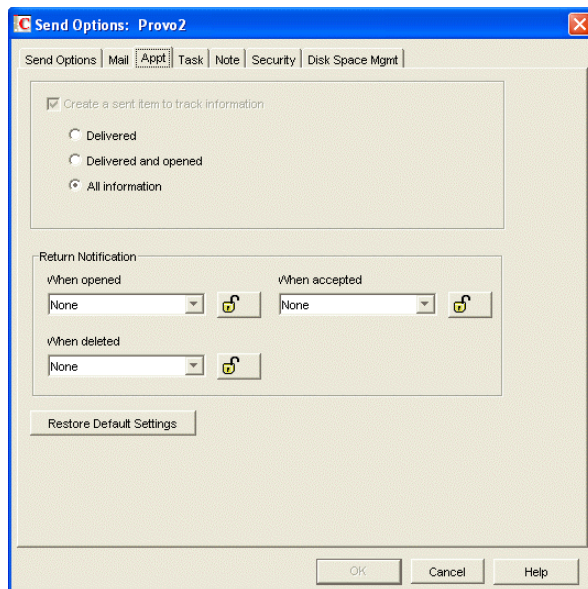 Send Options: Provo2
Send Options Mail Appt Task Note Security Disk Space Mgmt
Create a sent item to track information
Delivered
Delivered and opened
All information
Return Notification
When opened When accepted
None None
When deleted
None
Restore Default Settings
OK Cancel Help